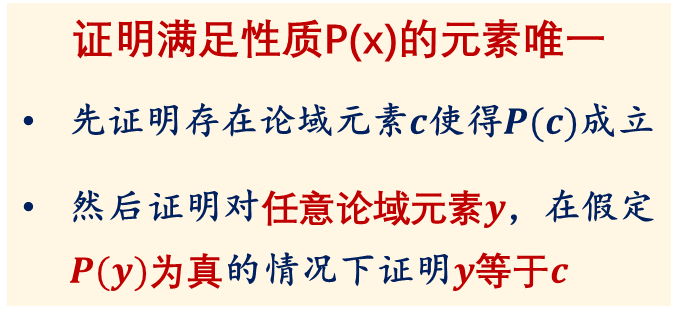 证明满足性质P(x)的元素唯一
• 先证明存在论域元素c使得P(c)成立
• 然后证明对任意论域元素y，在假定
P(y)为真的情况下证明y等于c